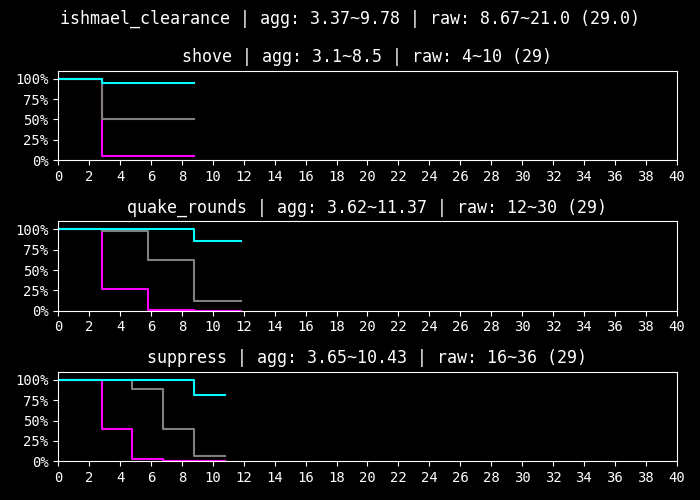 ishmael_clearance | agg: 3.37~9.78 | raw: 8.67~21.0 (29.0)
shove | agg: 3.1~8.5 | raw: 4~10 (29)
100%
75%
50%
25%
0%
0 2 4 6 8 10 12 14 16 18 20 22 24 26 28 30 32 34 36 38 40
quake_rounds | agg: 3.62~11.37 | raw: 12~30 (29)
100%
75%
50%
25%
0%
0 2 4 6 8 10 12 14 16 18 20 22 24 26 28 30 32 34 36 38 40
suppress | agg: 3.65~10.43 | raw: 16~36 (29)
100%
75%
50%
25%
0%
0 2 4 6 8 10 12 14 16 18 20 22 24 26 28 30 32 34 36 38 40